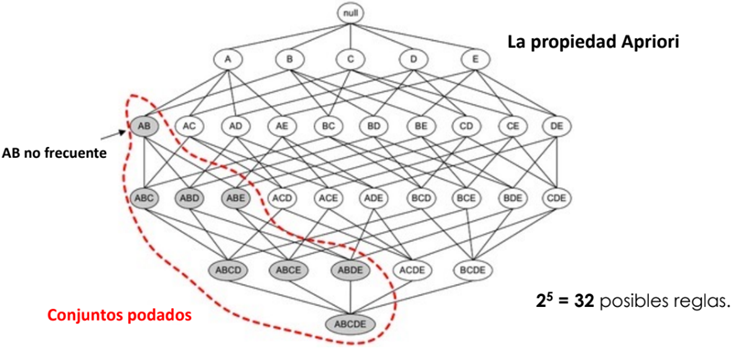 null
La propiedad Apriori
A B C D E
AB AC AD AE BC BD BE CD CE DE
AB no frecuente
ABC ABD ABE ACD ACE ADE BCD BCE BDE CDE
ABCD ABCE ABDE ACDE BCDE
2⁵ = 32 posibles reglas.
Conjuntos podados
ABCDE